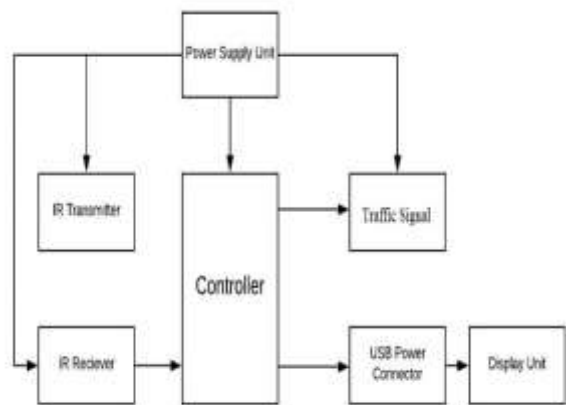 Power Supply Unit
IR Transmitter
Traffic Signal
Controller
IR Reciever
USB Power
Connector
Display Unit